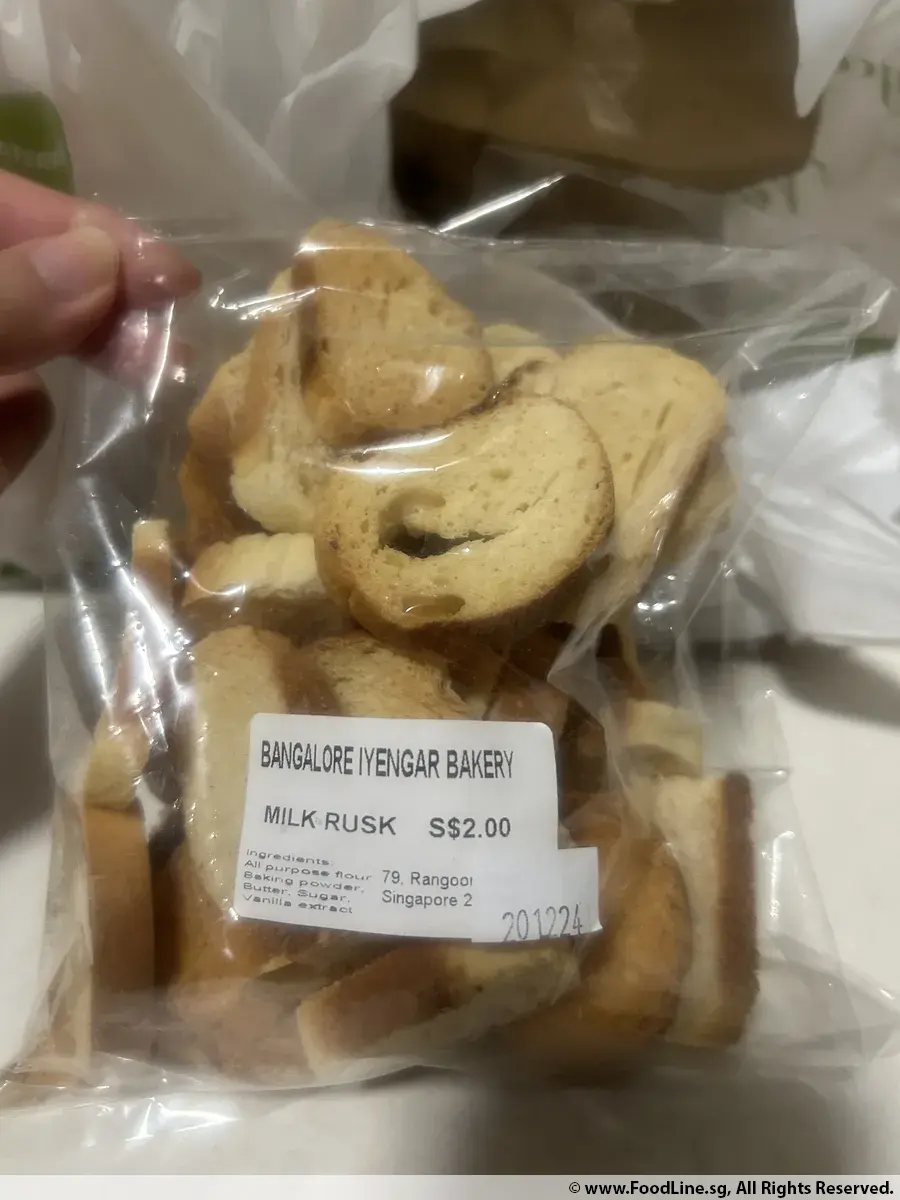 BANGALORE IYENGAR BAKERY
MILK RUSK S$2.00
Ingredients:
All purpose flour
Baking powder,
Butter, Sugar,
Vanilla extract
79, Rangoo
Singapore 2
201224
© www.FoodLine.sg, All Rights Reserved.